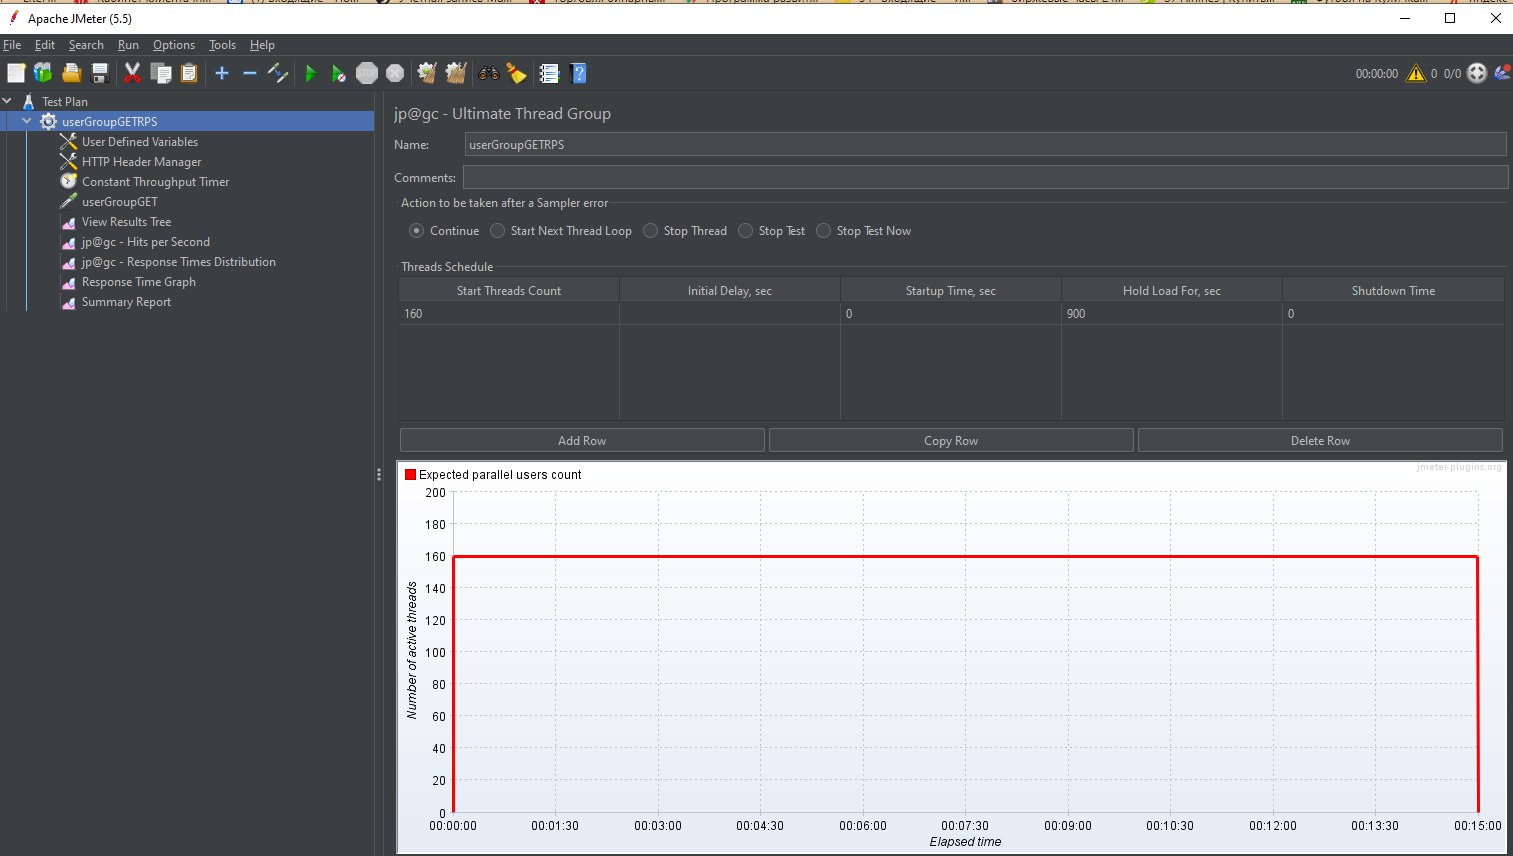 Apache JMeter (5.5)
File Edit Search Run Options Tools Help
STOP
00:00:00 0 0/0
Test Plan
userGroupGETRPS
User Defined Variables
HTTP Header Manager
Constant Throughput Timer
userGroupGET
View Results Tree
jp@gc - Hits per Second
jp@gc - Response Times Distribution
Response Time Graph
Summary Report
jp@gc - Ultimate Thread Group
Name: userGroupGETRPS
Comments:
Action to be taken after a Sampler error
Continue Start Next Thread Loop Stop Thread Stop Test Stop Test Now
Threads Schedule
Start Threads Count Initial Delay, sec Startup Time, sec Hold Load For, sec Shutdown Time
160 0 900 0
Add Row Copy Row Delete Row
jmeter-plugins.org
Expected parallel users count
200
180
160
140
120
100
80
60
40
20
0
Number of active threads
00:00:00 00:01:30 00:03:00 00:04:30 00:06:00 00:07:30 00:09:00 00:10:30 00:12:00 00:13:30 00:15:00
Elapsed time